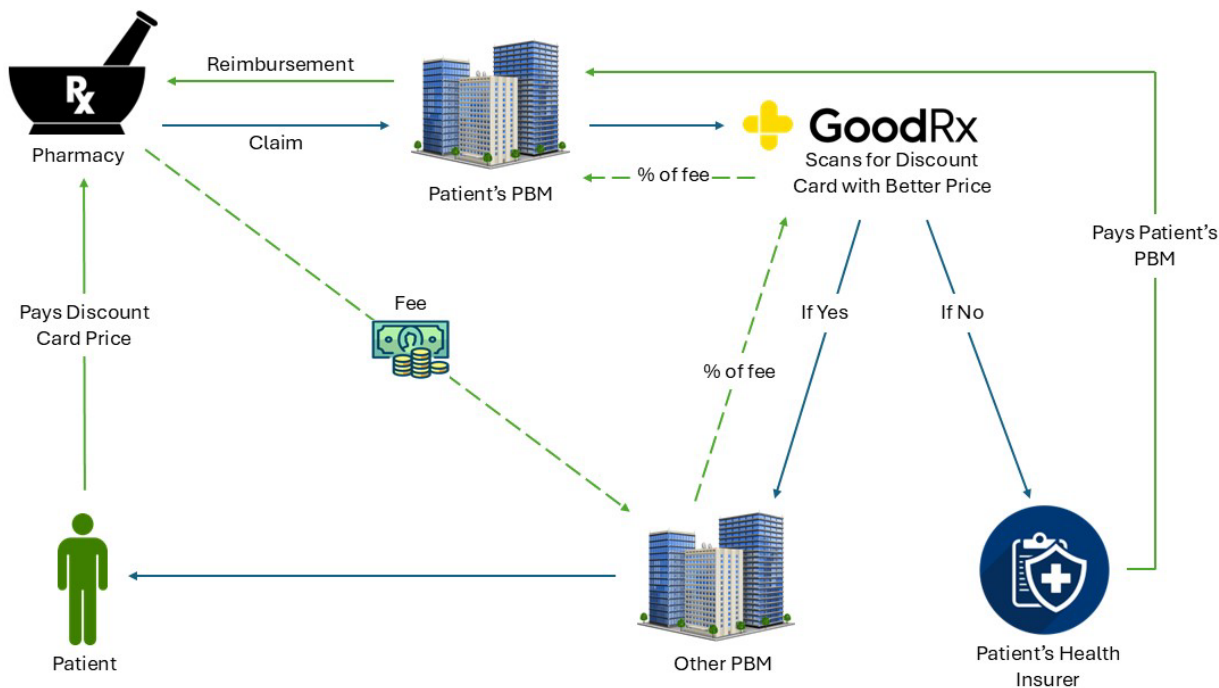 Reimbursement
Rx
Claim
GoodRx
Pharmacy
Scans for Discount
Card with Better Price
% of fee
Patient's PBM
Pays Patient's
PBM
Pays Discount
Card Price
Fee
If Yes
If No
% of fee
Patient
Other PBM
Patient's Health
Insurer